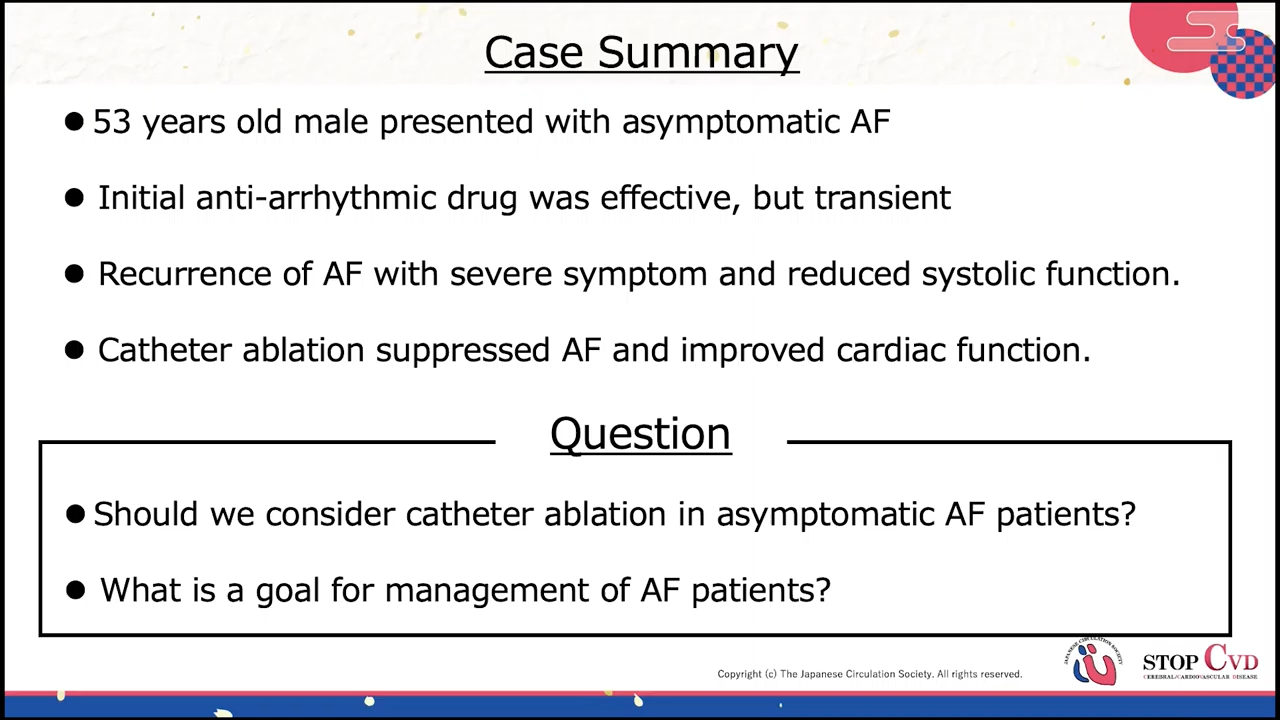 Case Summary
● 53 years old male presented with asymptomatic AF
● Initial anti-arrhythmic drug was effective, but transient
● Recurrence of AF with severe symptom and reduced systolic function.
● Catheter ablation suppressed AF and improved cardiac function.
Question
● Should we consider catheter ablation in asymptomatic AF patients?
● What is a goal for management of AF patients?
Copyright (c) The Japanese Circulation Society. All rights reserved.
JAPANESE CIRCULATION SOCIETY
STOP CVD
CEREBRAL/CARDIOVASCULAR DISEASE